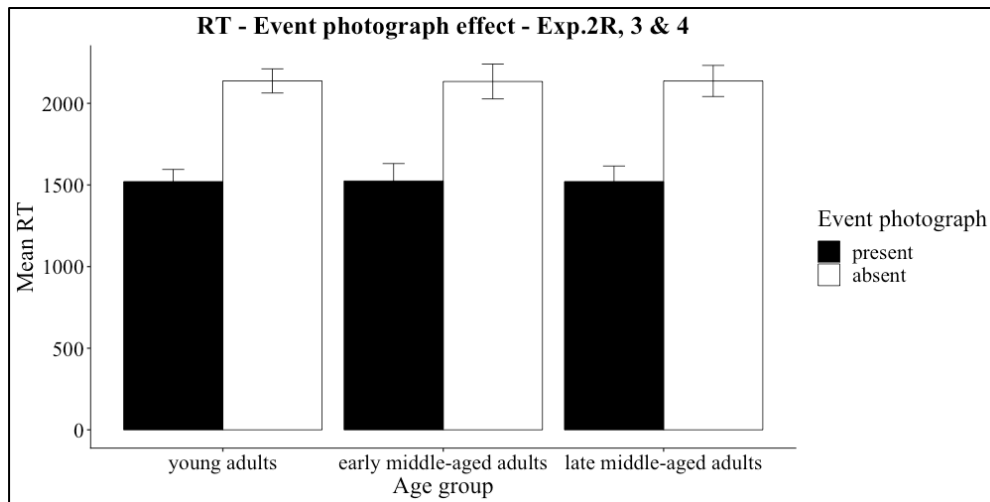 RT - Event photograph effect - Exp.2R, 3 & 4
Mean RT
2000
1500
1000
500
0
young adults
early middle-aged adults
late middle-aged adults
Age group
Event photograph
present
absent